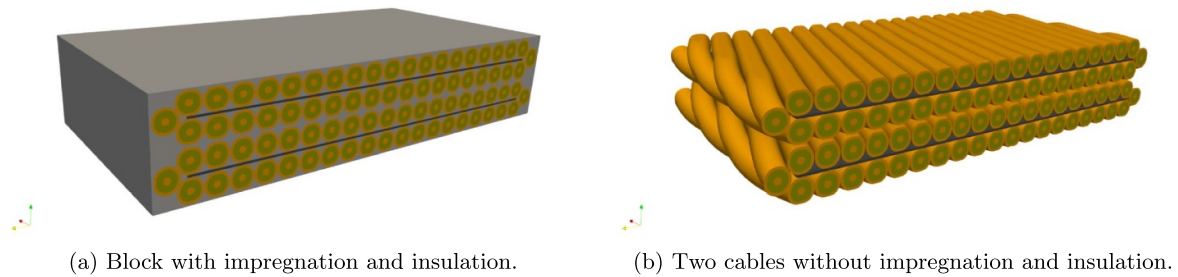 (a) Block with impregnation and insulation.
(b) Two cables without impregnation and insulation.